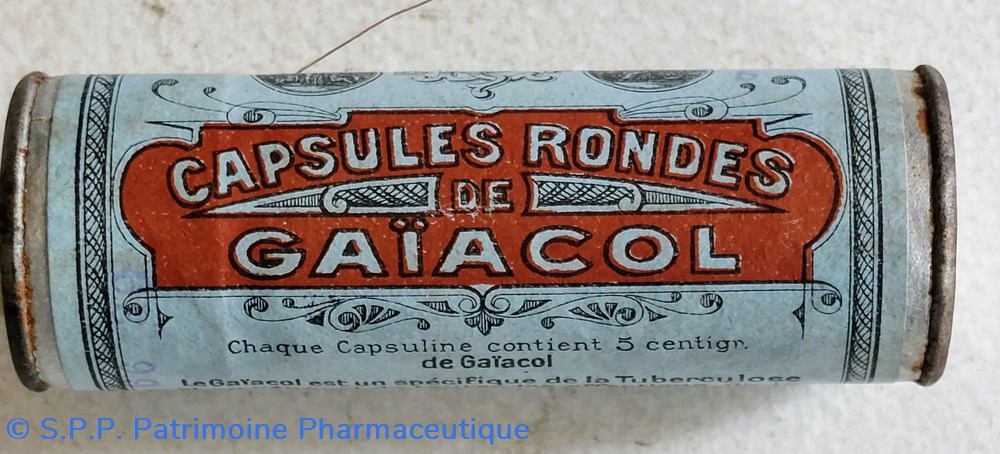 CAPSULES RONDES
DE
GAÏACOL
Chaque Capsuline contient 5 centigr.
de Gaïacol
Le Gaïacol est un spécifique de la Tuberculose
© S.P.P. Patrimoine Pharmaceutique